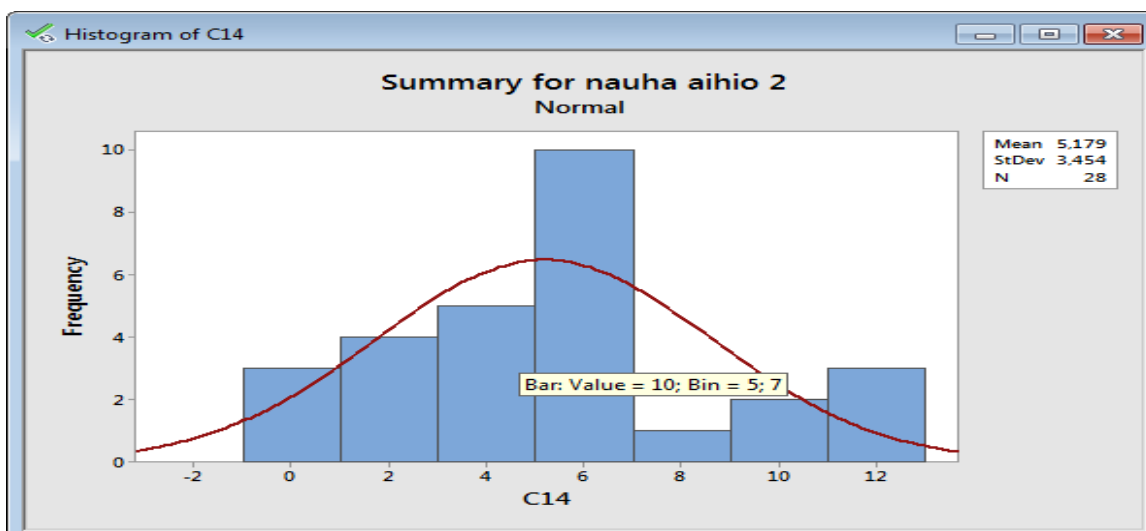 Histogram of C14
Summary for nauha aihio 2
Normal
Mean 5,179
StDev 3,454
N 28
Frequency
10
8
6
4
2
0
Bar: Value = 10; Bin = 5; 7
-2 0 2 4 6 8 10 12
C14